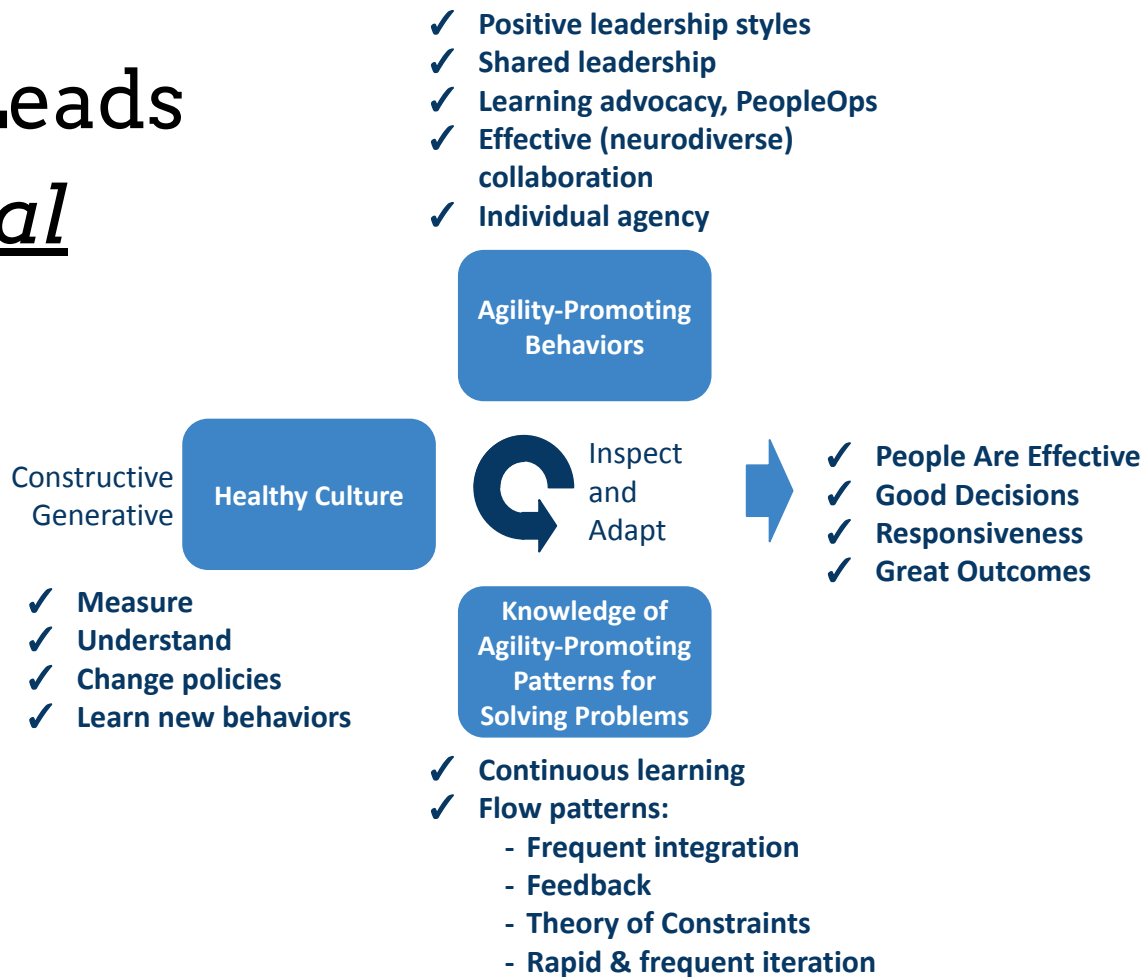 Leads
al
✓ Positive leadership styles
✓ Shared leadership
✓ Learning advocacy, PeopleOps
✓ Effective (neurodiverse)
collaboration
✓ Individual agency
Agility-Promoting
Behaviors
Constructive
Generative
Healthy Culture
Inspect
and
Adapt
✓ People Are Effective
✓ Good Decisions
✓ Responsiveness
✓ Great Outcomes
✓ Measure
✓ Understand
✓ Change policies
✓ Learn new behaviors
Knowledge of
Agility-Promoting
Patterns for
Solving Problems
✓ Continuous learning
✓ Flow patterns:
- Frequent integration
- Feedback
- Theory of Constraints
- Rapid & frequent iteration